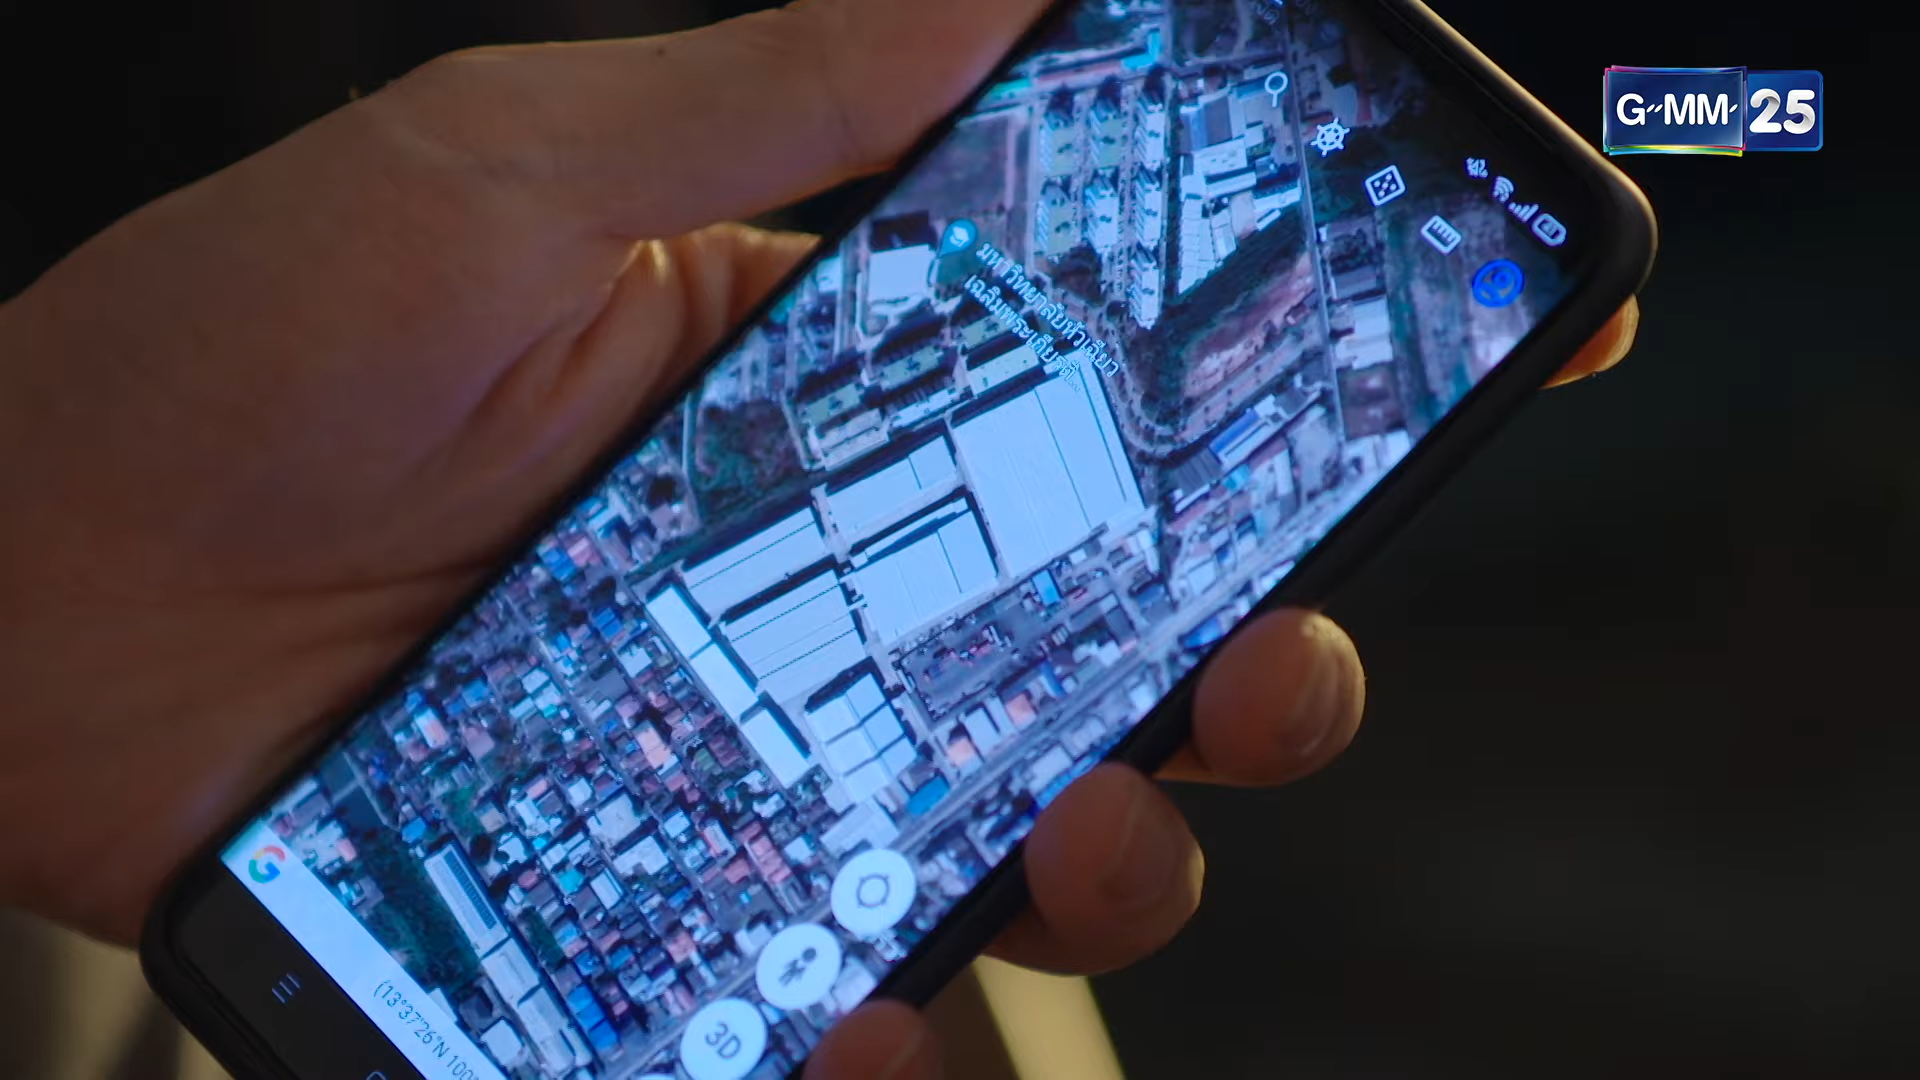 GMM 25
มหาวิทยาลัยหัวเฉียว
เฉลิมพระเกียรติ...
3D
(13°37'26"N 100°